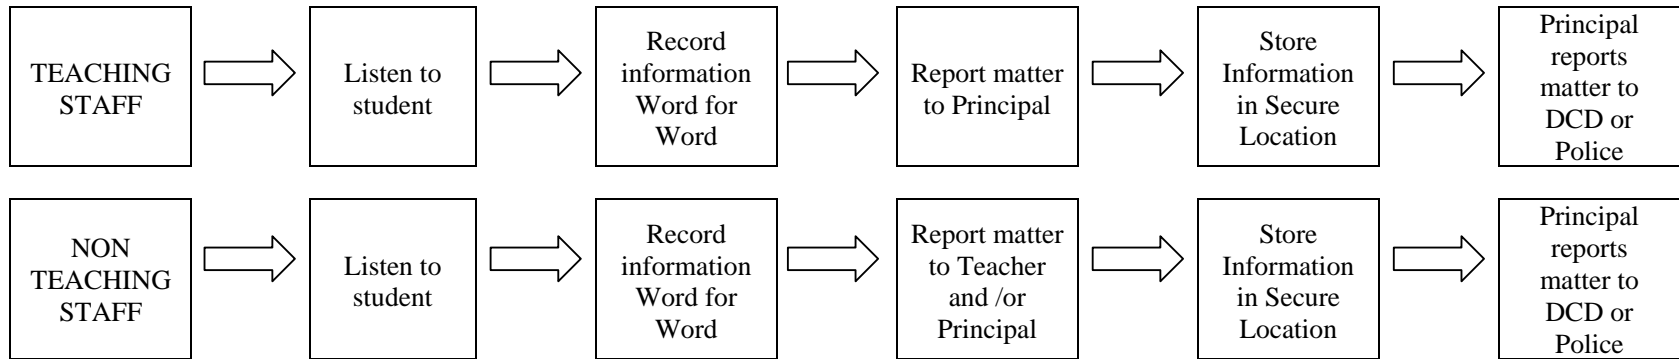 TEACHING
STAFF
Listen to
student
Record
information
Word for
Word
Report matter
to Principal
Store
Information
in Secure
Location
Principal
reports
matter to
DCD or
Police
NON
TEACHING
STAFF
Listen to
student
Record
information
Word for
Word
Report matter
to Teacher
and /or
Principal
Store
Information
in Secure
Location
Principal
reports
matter to
DCD or
Police